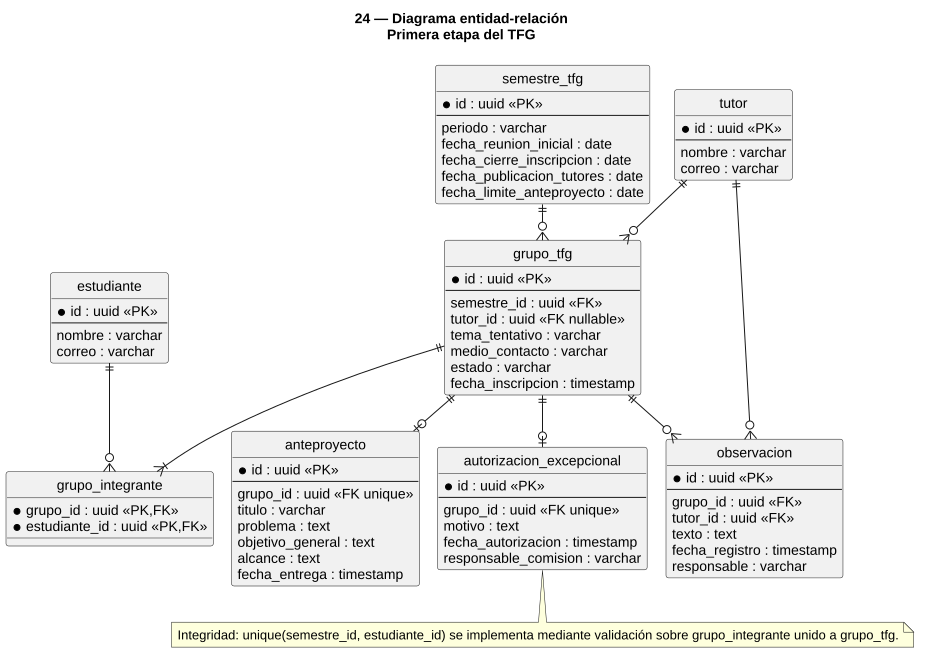 24 — Diagrama entidad-relación
Primera etapa del TFG
semestre_tfg
id : uuid «PK»
periodo : varchar
fecha_reunion_inicial : date
fecha_cierre_inscripcion : date
fecha_publicacion_tutores : date
fecha_limite_anteproyecto : date
tutor
id : uuid «PK»
nombre : varchar
correo : varchar
grupo_tfg
id : uuid «PK»
semestre_id : uuid «FK»
tutor_id : uuid «FK nullable»
tema_tentativo : varchar
medio_contacto : varchar
estado : varchar
fecha_inscripcion : timestamp
estudiante
id : uuid «PK»
nombre : varchar
correo : varchar
grupo_integrante
grupo_id : uuid «PK,FK»
estudiante_id : uuid «PK,FK»
anteproyecto
id : uuid «PK»
grupo_id : uuid «FK unique»
titulo : varchar
problema : text
objetivo_general : text
alcance : text
fecha_entrega : timestamp
autorizacion_excepcional
id : uuid «PK»
grupo_id : uuid «FK unique»
motivo : text
fecha_autorizacion : timestamp
responsable_comision : varchar
observacion
id : uuid «PK»
grupo_id : uuid «FK»
tutor_id : uuid «FK»
texto : text
fecha_registro : timestamp
responsable : varchar
Integridad: unique(semestre_id, estudiante_id) se implementa mediante validación sobre grupo_integrante unido a grupo_tfg.